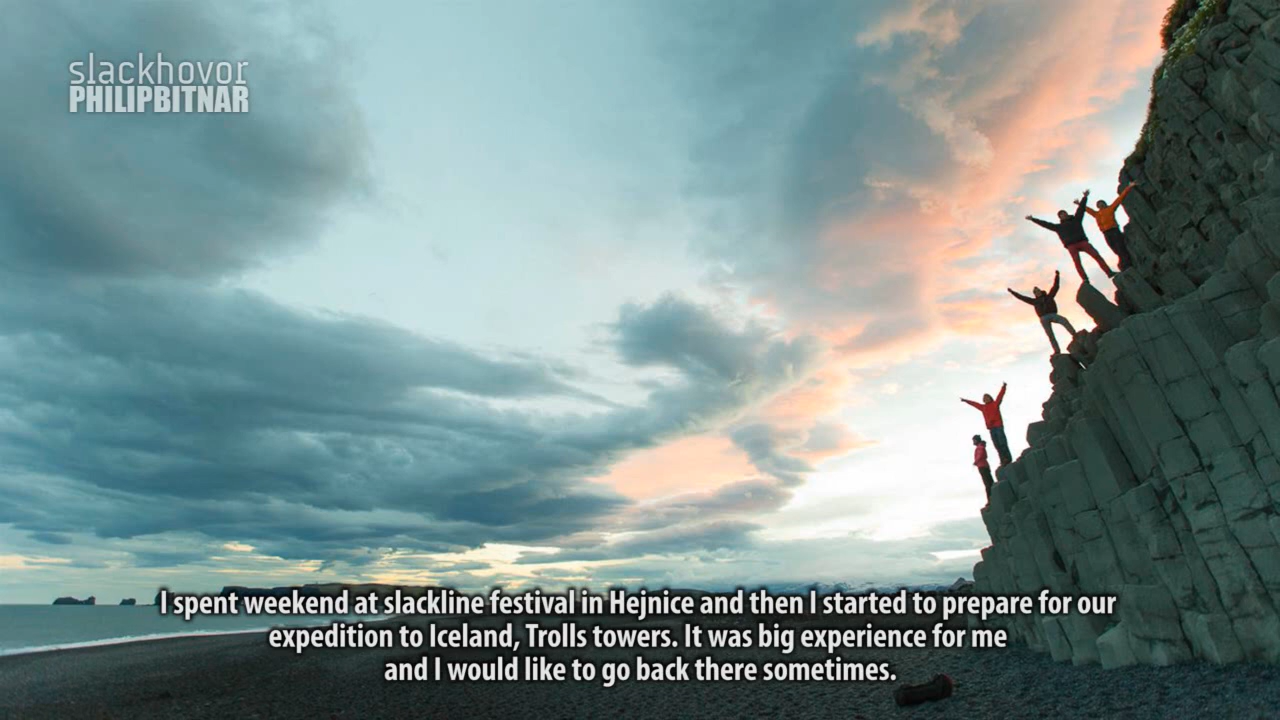 slackhovor
PHILIPBITNAR
I spent weekend at slackline festival in Hejnice and then I started to prepare for our
expedition to Iceland, Trolls towers. It was big experience for me
and I would like to go back there sometimes.